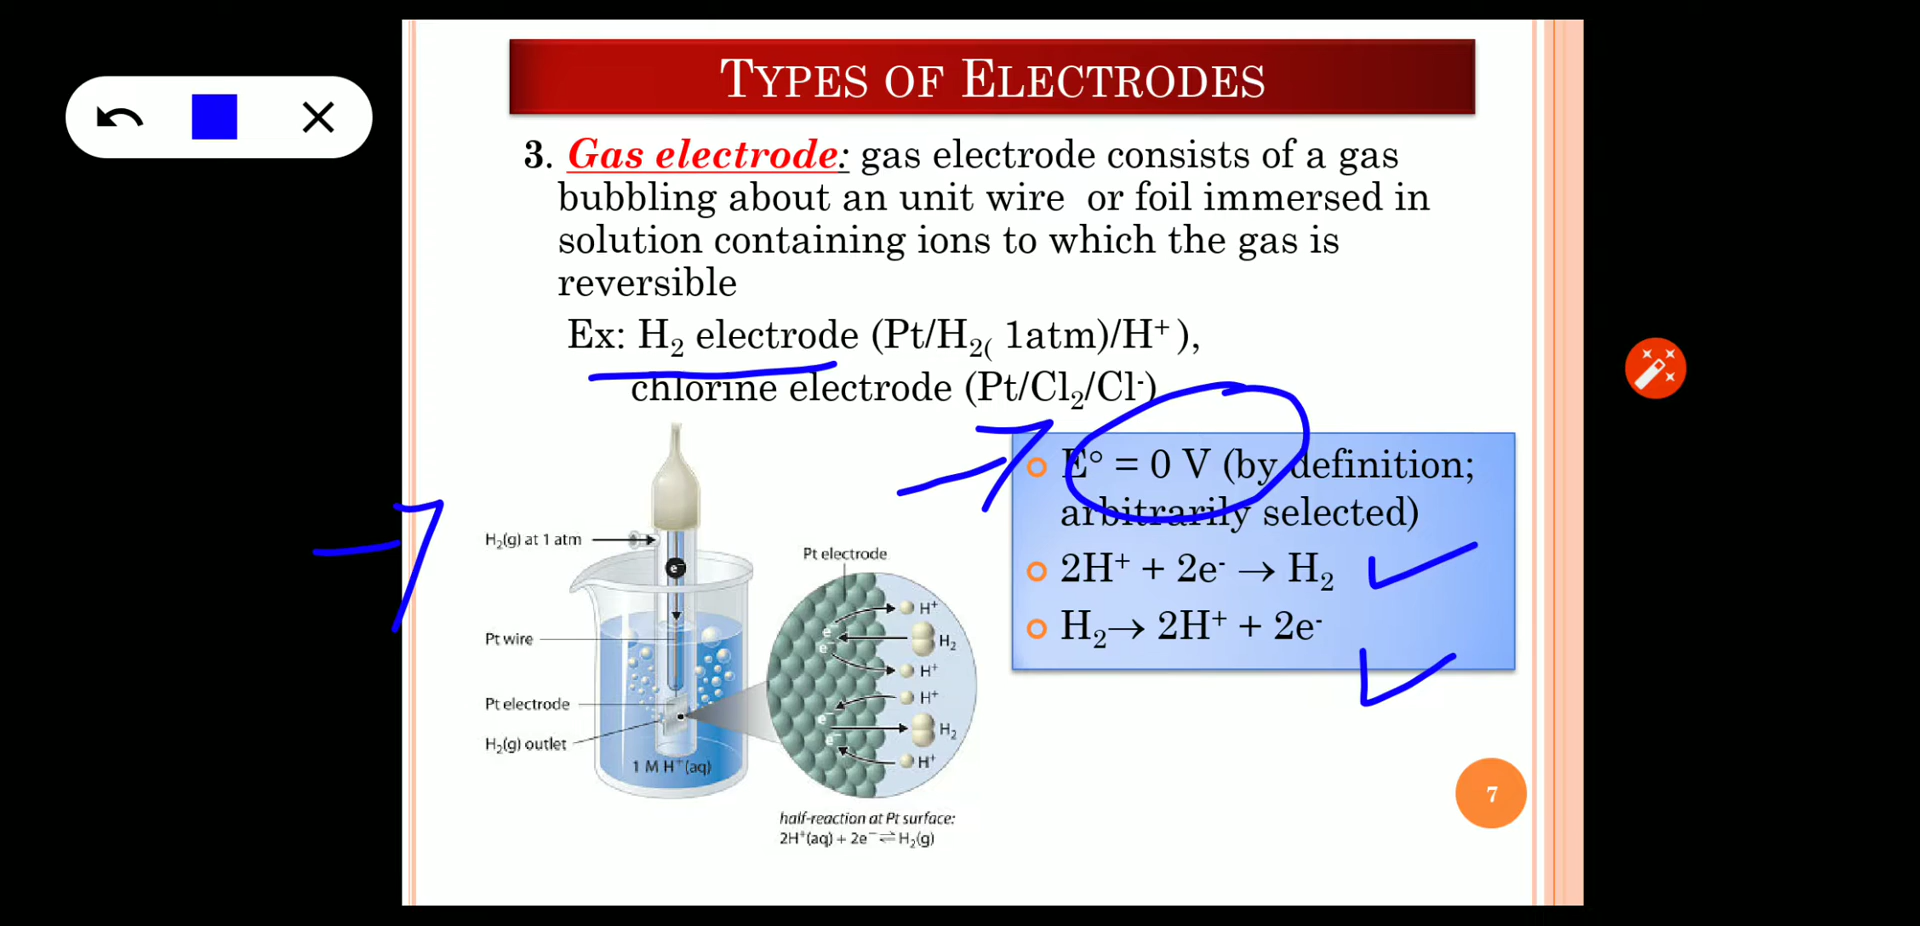 TYPES OF ELECTRODES
3. Gas electrode: gas electrode consists of a gas
bubbling about an unit wire or foil immersed in
solution containing ions to which the gas is
reversible
Ex: H₂ electrode (Pt/H₂₍ 1atm)/H⁺ ),
chlorine electrode (Pt/Cl₂/Cl⁻)
E° = 0 V (by definition;
arbitrarily selected)
2H⁺ + 2e⁻ → H₂
H₂→ 2H⁺ + 2e⁻
H₂(g) at 1 atm
e⁻
Pt wire
Pt electrode
H₂(g) outlet
1 M H⁺(aq)
Pt electrode
e⁻
e⁻
e⁻
e⁻
H⁺
H₂
H⁺
H⁺
H₂
H⁺
half-reaction at Pt surface:
2H⁺(aq) + 2e⁻ ⇌ H₂(g)
7